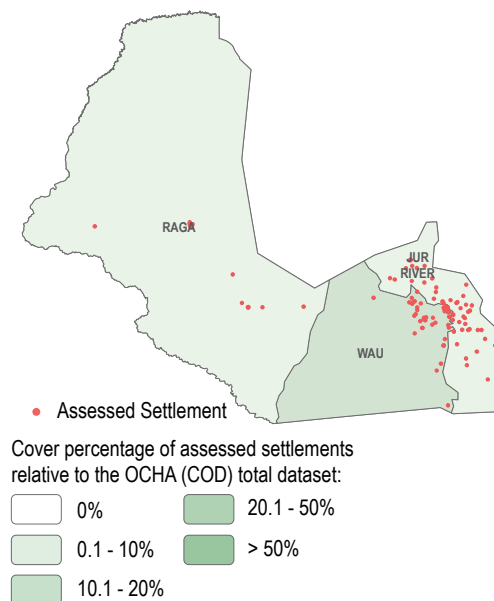 RAGA
JUR
RIVER
WAU
Assessed Settlement
Cover percentage of assessed settlements
relative to the OCHA (COD) total dataset:
0%
20.1 - 50%
0.1 - 10%
> 50%
10.1 - 20%